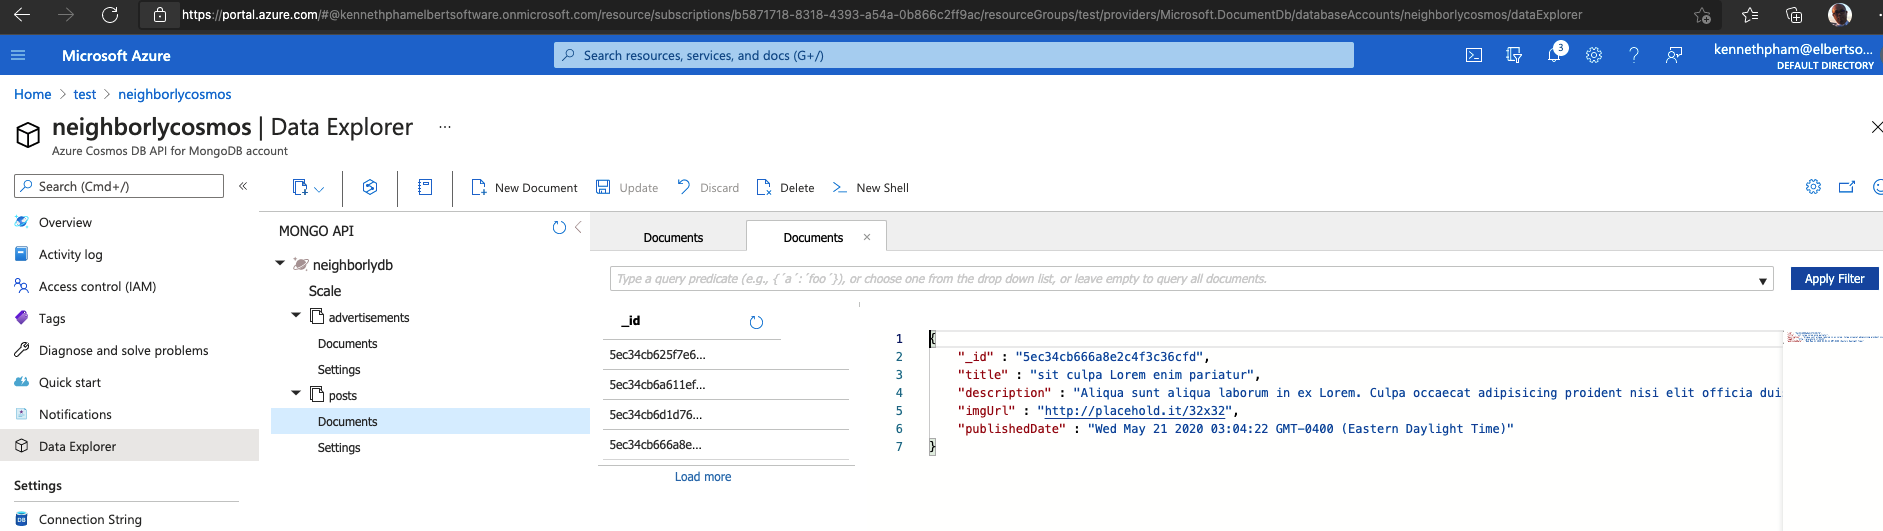 https://portal.azure.com/#@kennethphamelbertsoftware.onmicrosoft.com/resource/subscriptions/b5871718-8318-4393-a54a-0b866c2ff9ac/resourceGroups/test/providers/Microsoft.DocumentDb/databaseAccounts/neighborlycosmos/dataExplorer
Microsoft Azure
Search resources, services, and docs (G+/)
3
kennethpham@elbertso...
DEFAULT DIRECTORY
Home > test > neighborlycosmos
neighborlycosmos | Data Explorer ...
Azure Cosmos DB API for MongoDB account
Search (Cmd+/) «
New Document Update Discard Delete New Shell
Overview
Activity log
Access control (IAM)
Tags
Diagnose and solve problems
Quick start
Notifications
Data Explorer
Settings
Connection String
MONGO API
neighborlydb
Scale
advertisements
Documents
Settings
posts
Documents
Settings
Documents Documents ×
Type a query predicate (e.g., {´a´:´foo´}), or choose one from the drop down list, or leave empty to query all documents.
Apply Filter
_id
5ec34cb625f7e6...
5ec34cb6a611ef...
5ec34cb6d1d76...
5ec34cb666a8e...
Load more
1 {
2 "_id" : "5ec34cb666a8e2c4f3c36cfd",
3 "title" : "sit culpa Lorem enim pariatur",
4 "description" : "Aliqua sunt aliqua laborum in ex Lorem. Culpa occaecat adipisicing proident nisi elit officia dui
5 "imgUrl" : "http://placehold.it/32x32",
6 "publishedDate" : "Wed May 21 2020 03:04:22 GMT-0400 (Eastern Daylight Time)"
7 }